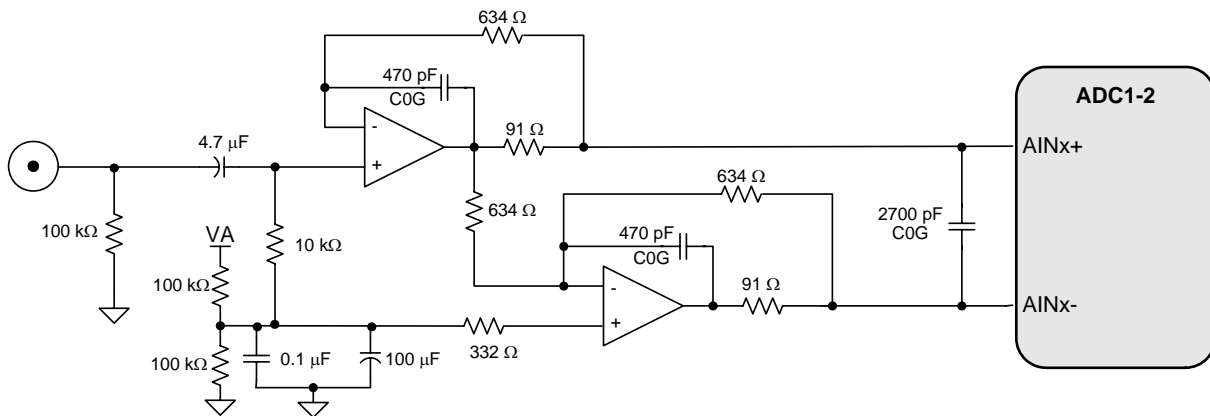 634 Ω
470 pF
C0G
ADC1-2
-
91 Ω
AINx+
4.7 µF
+
634 Ω
634 Ω
2700 pF
C0G
100 kΩ
VA
10 kΩ
470 pF
C0G
100 kΩ
91 Ω
-
AINx-
+
100 kΩ
0.1 µF
100 µF
332 Ω